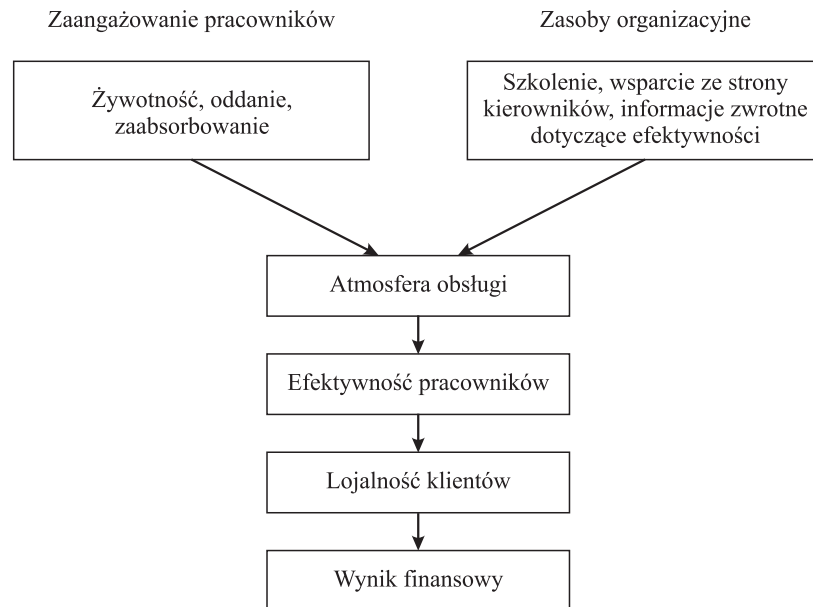 Zaangażowanie pracowników
Zasoby organizacyjne
Żywotność, oddanie,
zaabsorbowanie
Szkolenie, wsparcie ze strony
kierowników, informacje zwrotne
dotyczące efektywności
Atmosfera obsługi
Efektywność pracowników
Lojalność klientów
Wynik finansowy